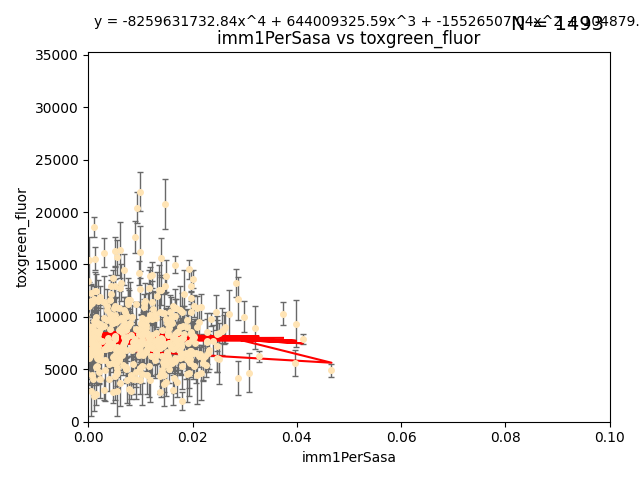 y = -8259631732.84x^4 + 644009325.59x^3 + -15526507
N = 1493
imm1PerSasa vs toxgreen_fluor
35000
30000
25000
20000
15000
10000
5000
0
toxgreen_fluor
0.00 0.02 0.04 0.06 0.08 0.10
imm1PerSasa